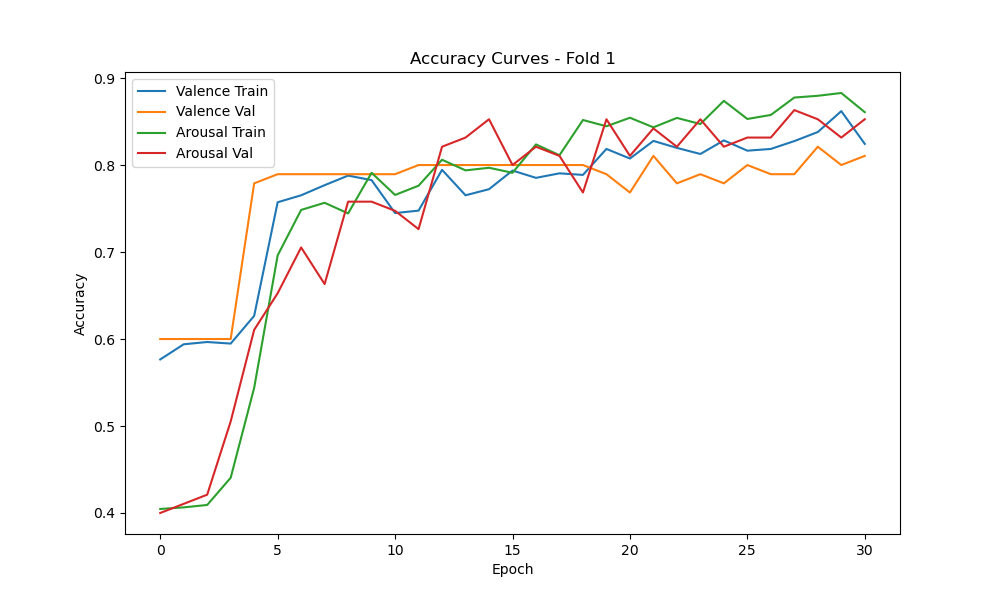 Accuracy Curves - Fold 1
Valence Train
Valence Val
Arousal Train
Arousal Val
0.9
0.8
0.7
0.6
0.5
0.4
Accuracy
0 5 10 15 20 25 30
Epoch